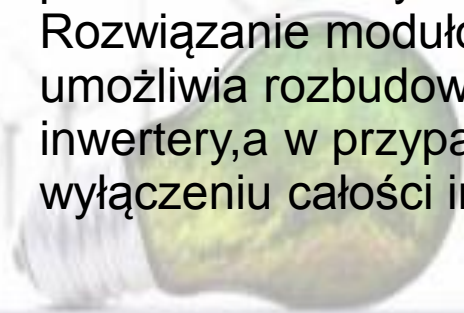 Rozwiązanie moduło
umożliwia rozbudow
inwertery,a w przypa
wyłączeniu całości i